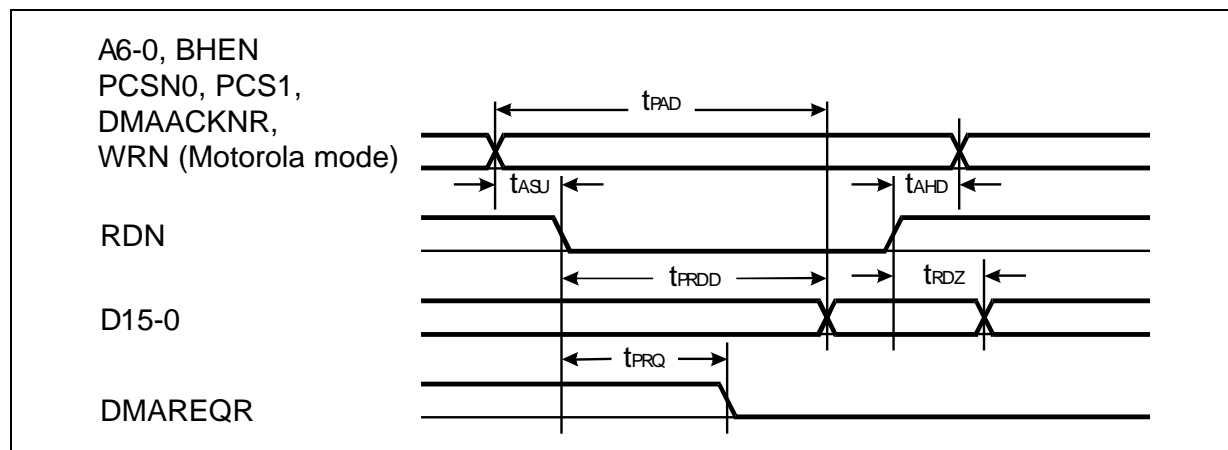 A6-0, BHEN
PCSN0, PCS1,
DMAACKNR,
WRN (Motorola mode)
tPAD
tASU
tAHD
RDN
tPRDD
tRDZ
D15-0
tPRQ
DMAREQR